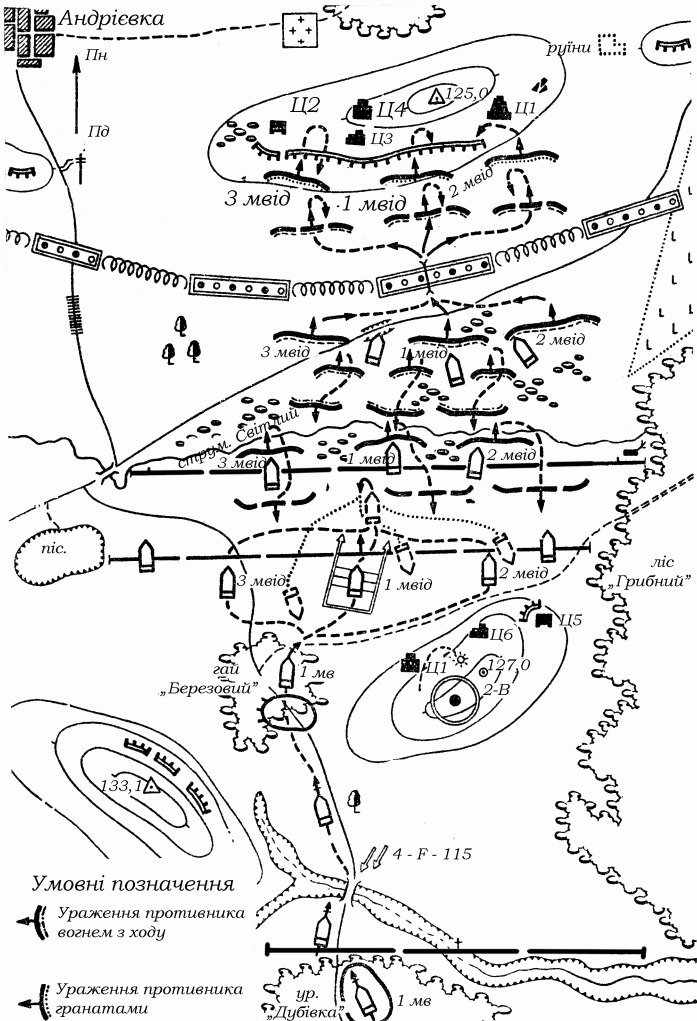 Андрієвка
Пн
руїни
125,0
Ц2
Ц4
Ц1
Ц3
Пд
3 мвід
1 мвід
2 мвід
3 мвід
1 мвід
2 мвід
струм. Світлий
3 мвід
1 мвід
2 мвід
піс.
3 мвід
1 мвід
2 мвід
ліс
„Грибний”
Ц5
Ц6
Ц1
127,0
2-В
гай
„Березовий”
1 мв
133,1
4 - F - 115
Умовні позначення
Ураження противника
вогнем з ходу
Ураження противника
гранатами
ур.
„Дубівка”
1 мв